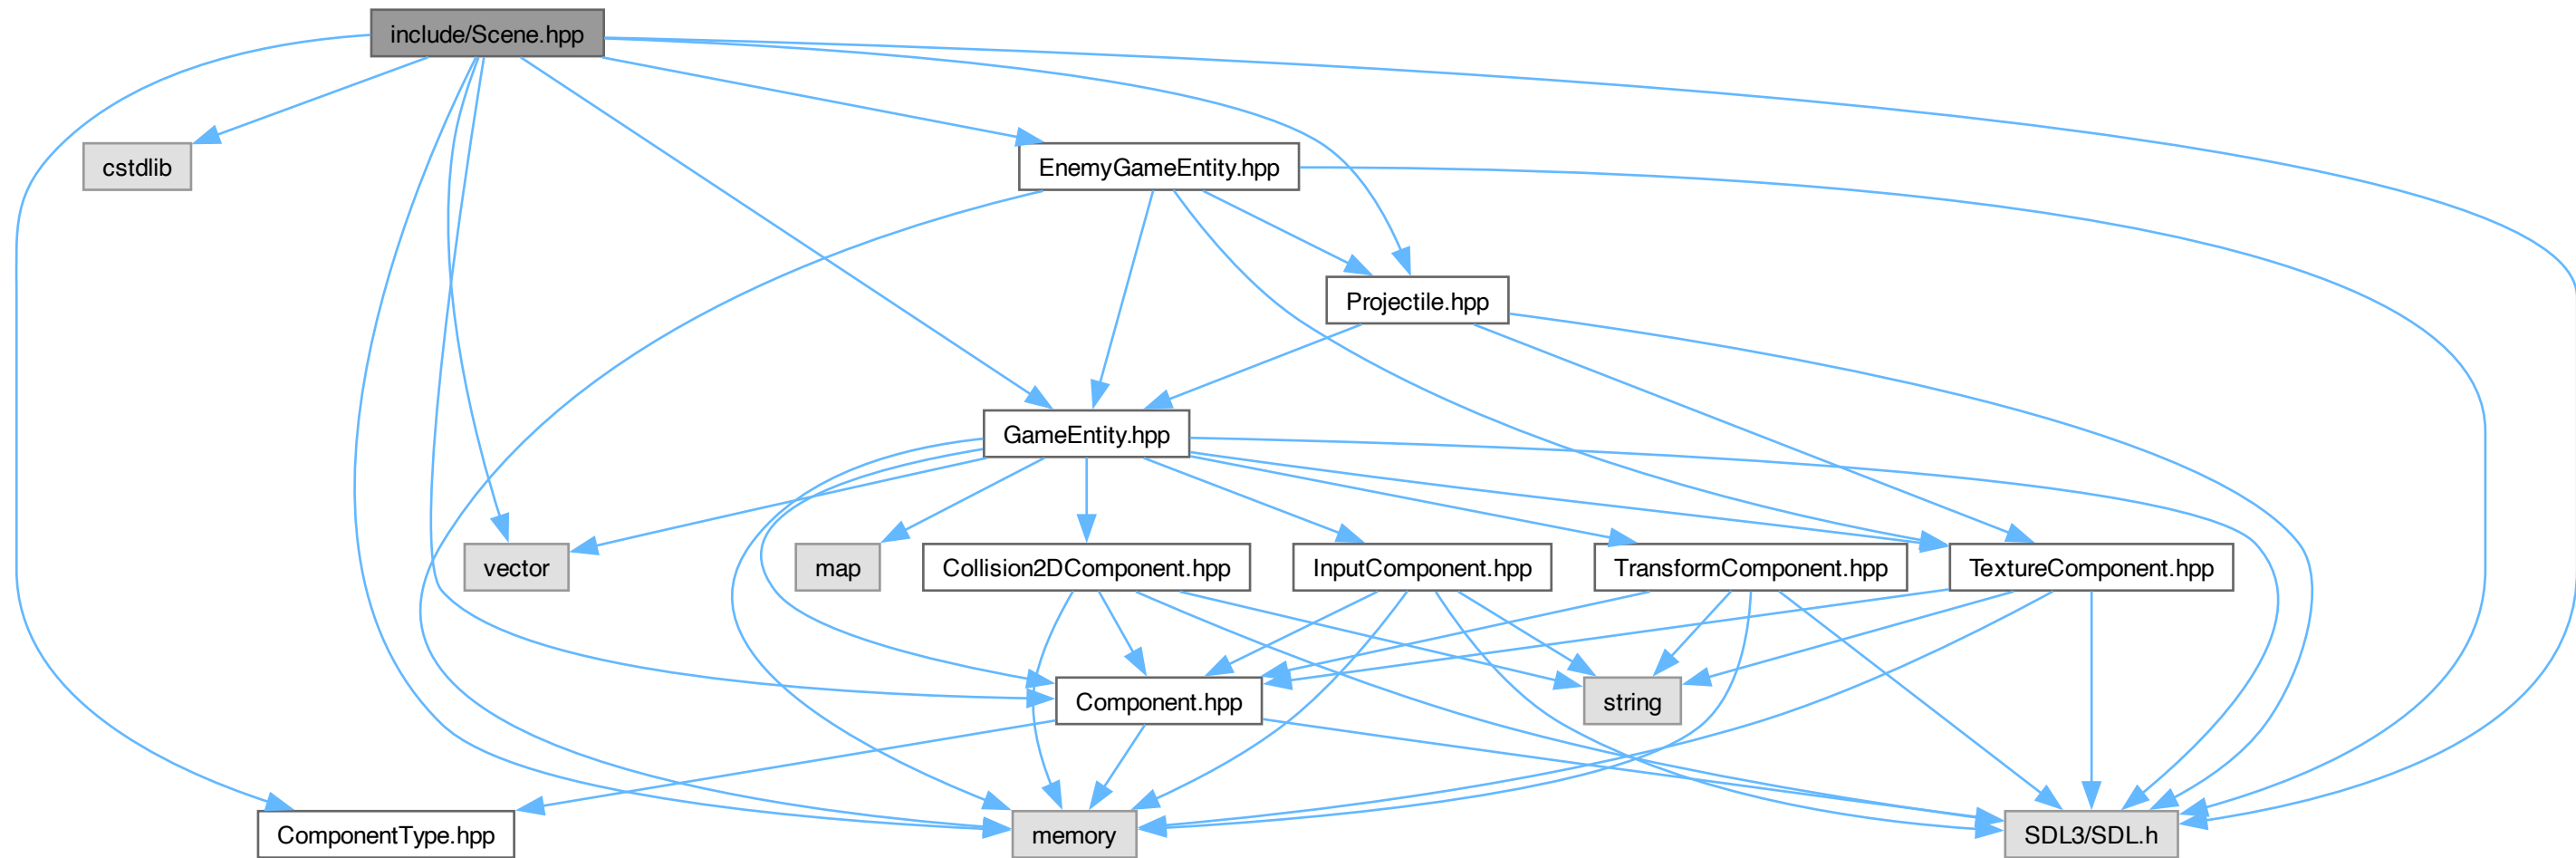 include/Scene.hpp
cstdlib
EnemyGameEntity.hpp
Projectile.hpp
GameEntity.hpp
vector
map
Collision2DComponent.hpp
InputComponent.hpp
TransformComponent.hpp
TextureComponent.hpp
Component.hpp
string
ComponentType.hpp
memory
SDL3/SDL.h